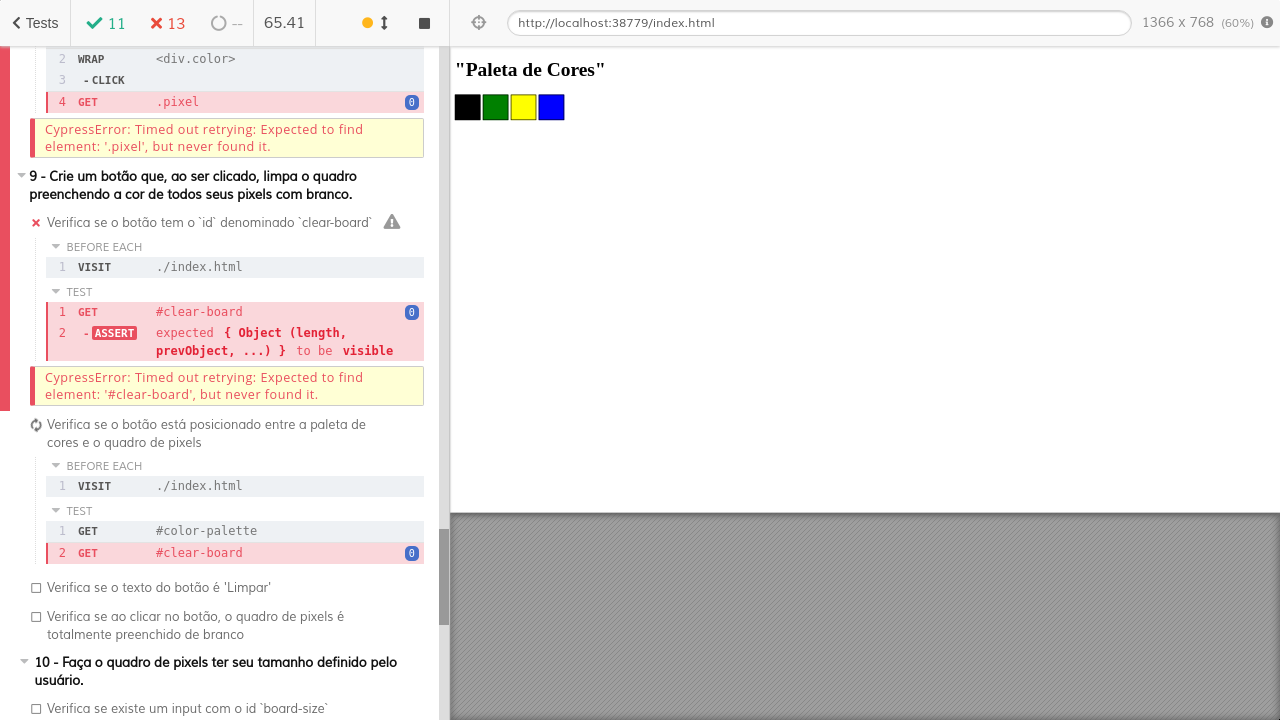 Tests 11 13 -- 65.41 http://localhost:38779/index.html 1366 x 768 (60%)
2 WRAP <div.color>
3 -CLICK
4 GET .pixel 0
CypressError: Timed out retrying: Expected to find
element: '.pixel', but never found it.
9 - Crie um botão que, ao ser clicado, limpa o quadro
preenchendo a cor de todos seus pixels com branco.
Verifica se o botão tem o `id` denominado `clear-board`
BEFORE EACH
1 VISIT ./index.html
TEST
1 GET #clear-board 0
2 -ASSERT expected { Object (length,
prevObject, ...) } to be visible
CypressError: Timed out retrying: Expected to find
element: '#clear-board', but never found it.
Verifica se o botão está posicionado entre a paleta de
cores e o quadro de pixels
BEFORE EACH
1 VISIT ./index.html
TEST
1 GET #color-palette
2 GET #clear-board 0
Verifica se o texto do botão é 'Limpar'
Verifica se ao clicar no botão, o quadro de pixels é
totalmente preenchido de branco
10 - Faça o quadro de pixels ter seu tamanho definido pelo
usuário.
Verifica se existe um input com o id `board-size`
"Paleta de Cores"